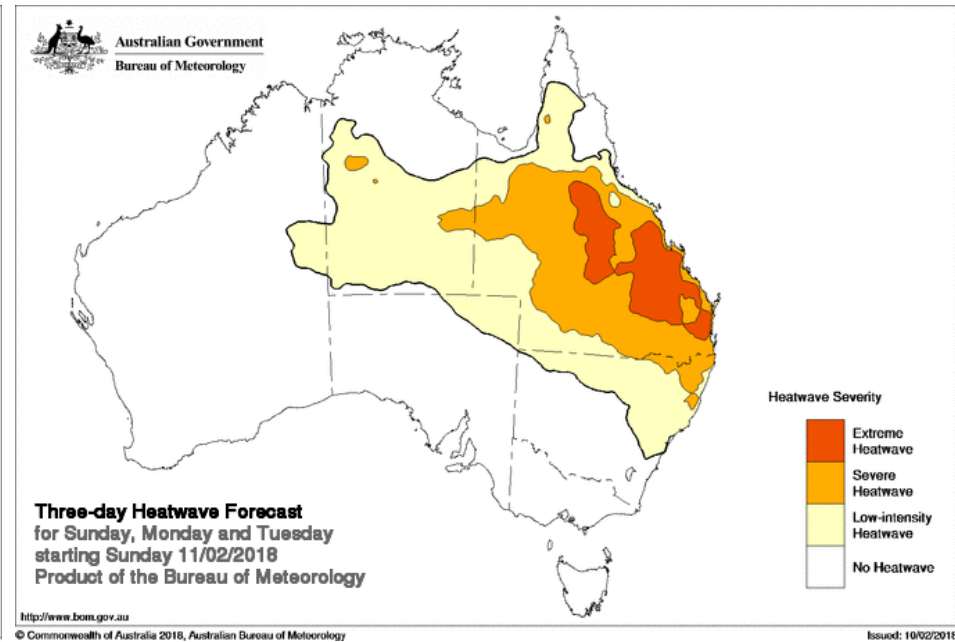 Australian Government
Bureau of Meteorology
Heatwave Severity
Extreme
Heatwave
Severe
Heatwave
Low-intensity
Heatwave
No Heatwave
Three-day Heatwave Forecast
for Sunday, Monday and Tuesday
starting Sunday 11/02/2018
Product of the Bureau of Meteorology
http://www.bom.gov.au
© Commonwealth of Australia 2018, Australian Bureau of Meteorology
Issued: 10/02/2018